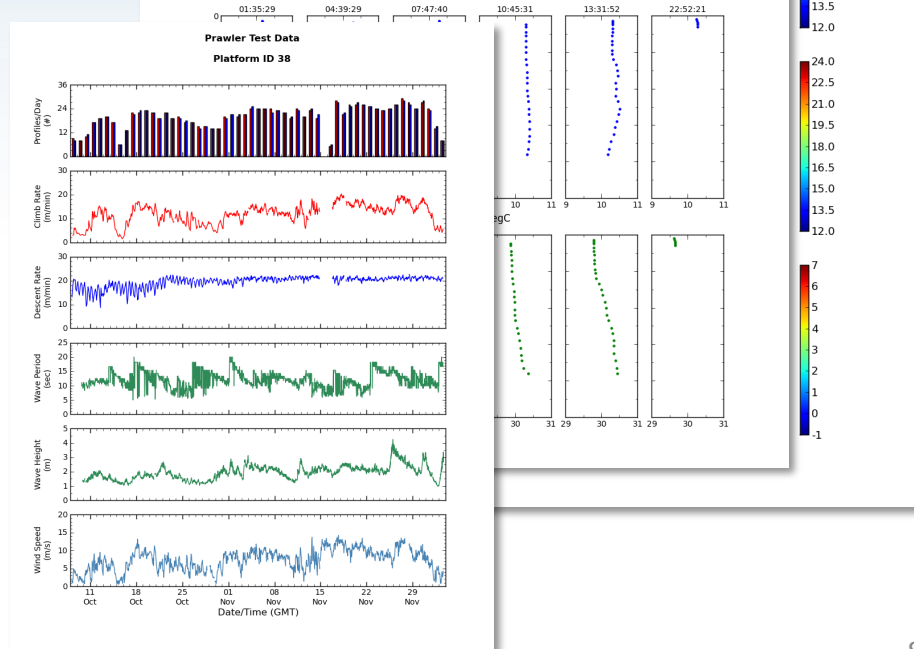 01:35:29 04:39:29 07:47:40 10:45:31 13:31:52 22:52:21
0
Prawler Test Data
Platform ID 38
Profiles/Day
(#)
36
24
12
0
Climb Rate
(m/min)
30
20
10
0
Descent Rate
(m/min)
30
20
10
0
Wave Period
(sec)
25
20
15
10
5
0
Wave Height
(m)
5
4
3
2
1
0
Wind Speed
(m/s)
20
15
10
5
0
11 18 25 01 08 15 22 29
Oct Oct Oct Nov Nov Nov Nov Nov
Date/Time (GMT)
10 11 9 10 11 9 10 11
egC
30 31 29 30 31 29 30 31
13.5
12.0
24.0
22.5
21.0
19.5
18.0
16.5
15.0
13.5
12.0
7
6
5
4
3
2
1
0
-1